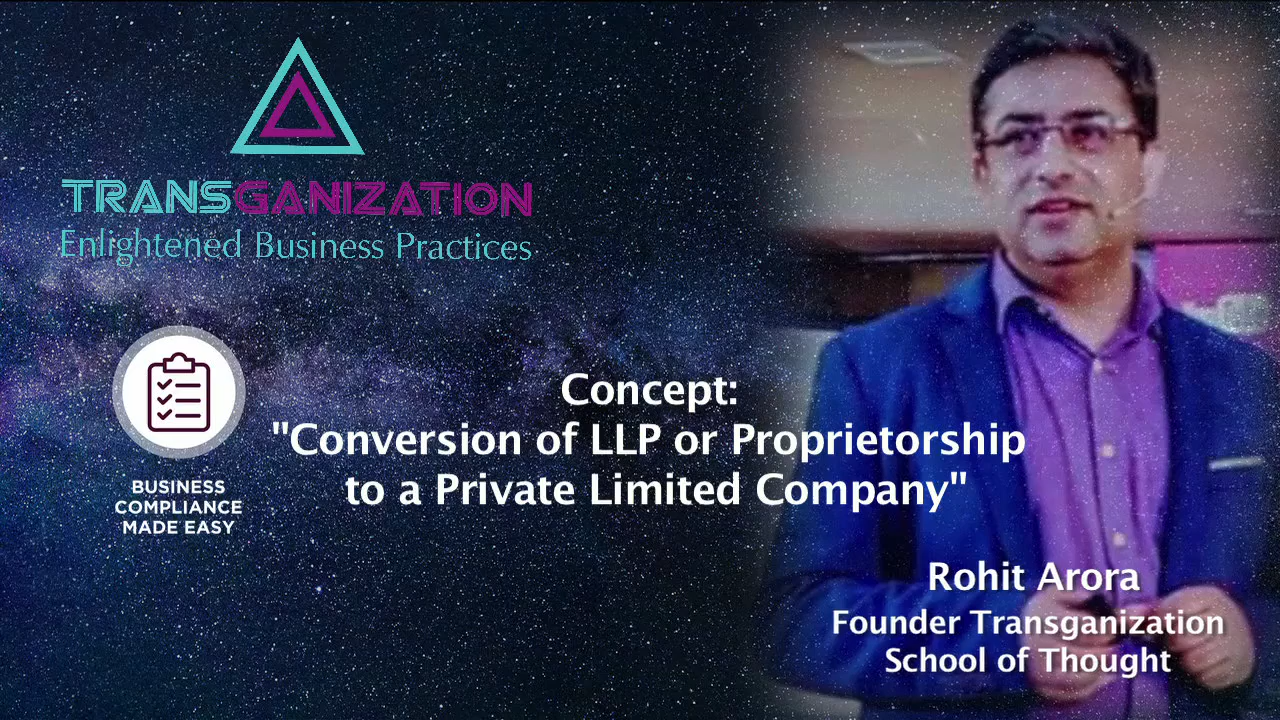 TRANSGANIZATION
Enlightened Business Practices
BUSINESS
COMPLIANCE
MADE EASY
Concept:
"Conversion of LLP or Proprietorship
to a Private Limited Company"
Rohit Arora
Founder Transganization
School of Thought